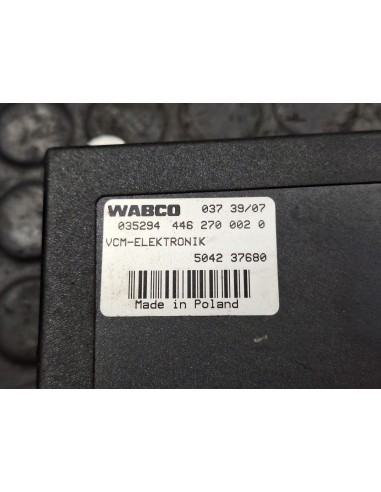 WABCO 037 39/07
035294 446 270 002 0
VCM-ELEKTRONIK
5042 37680
Made in Poland